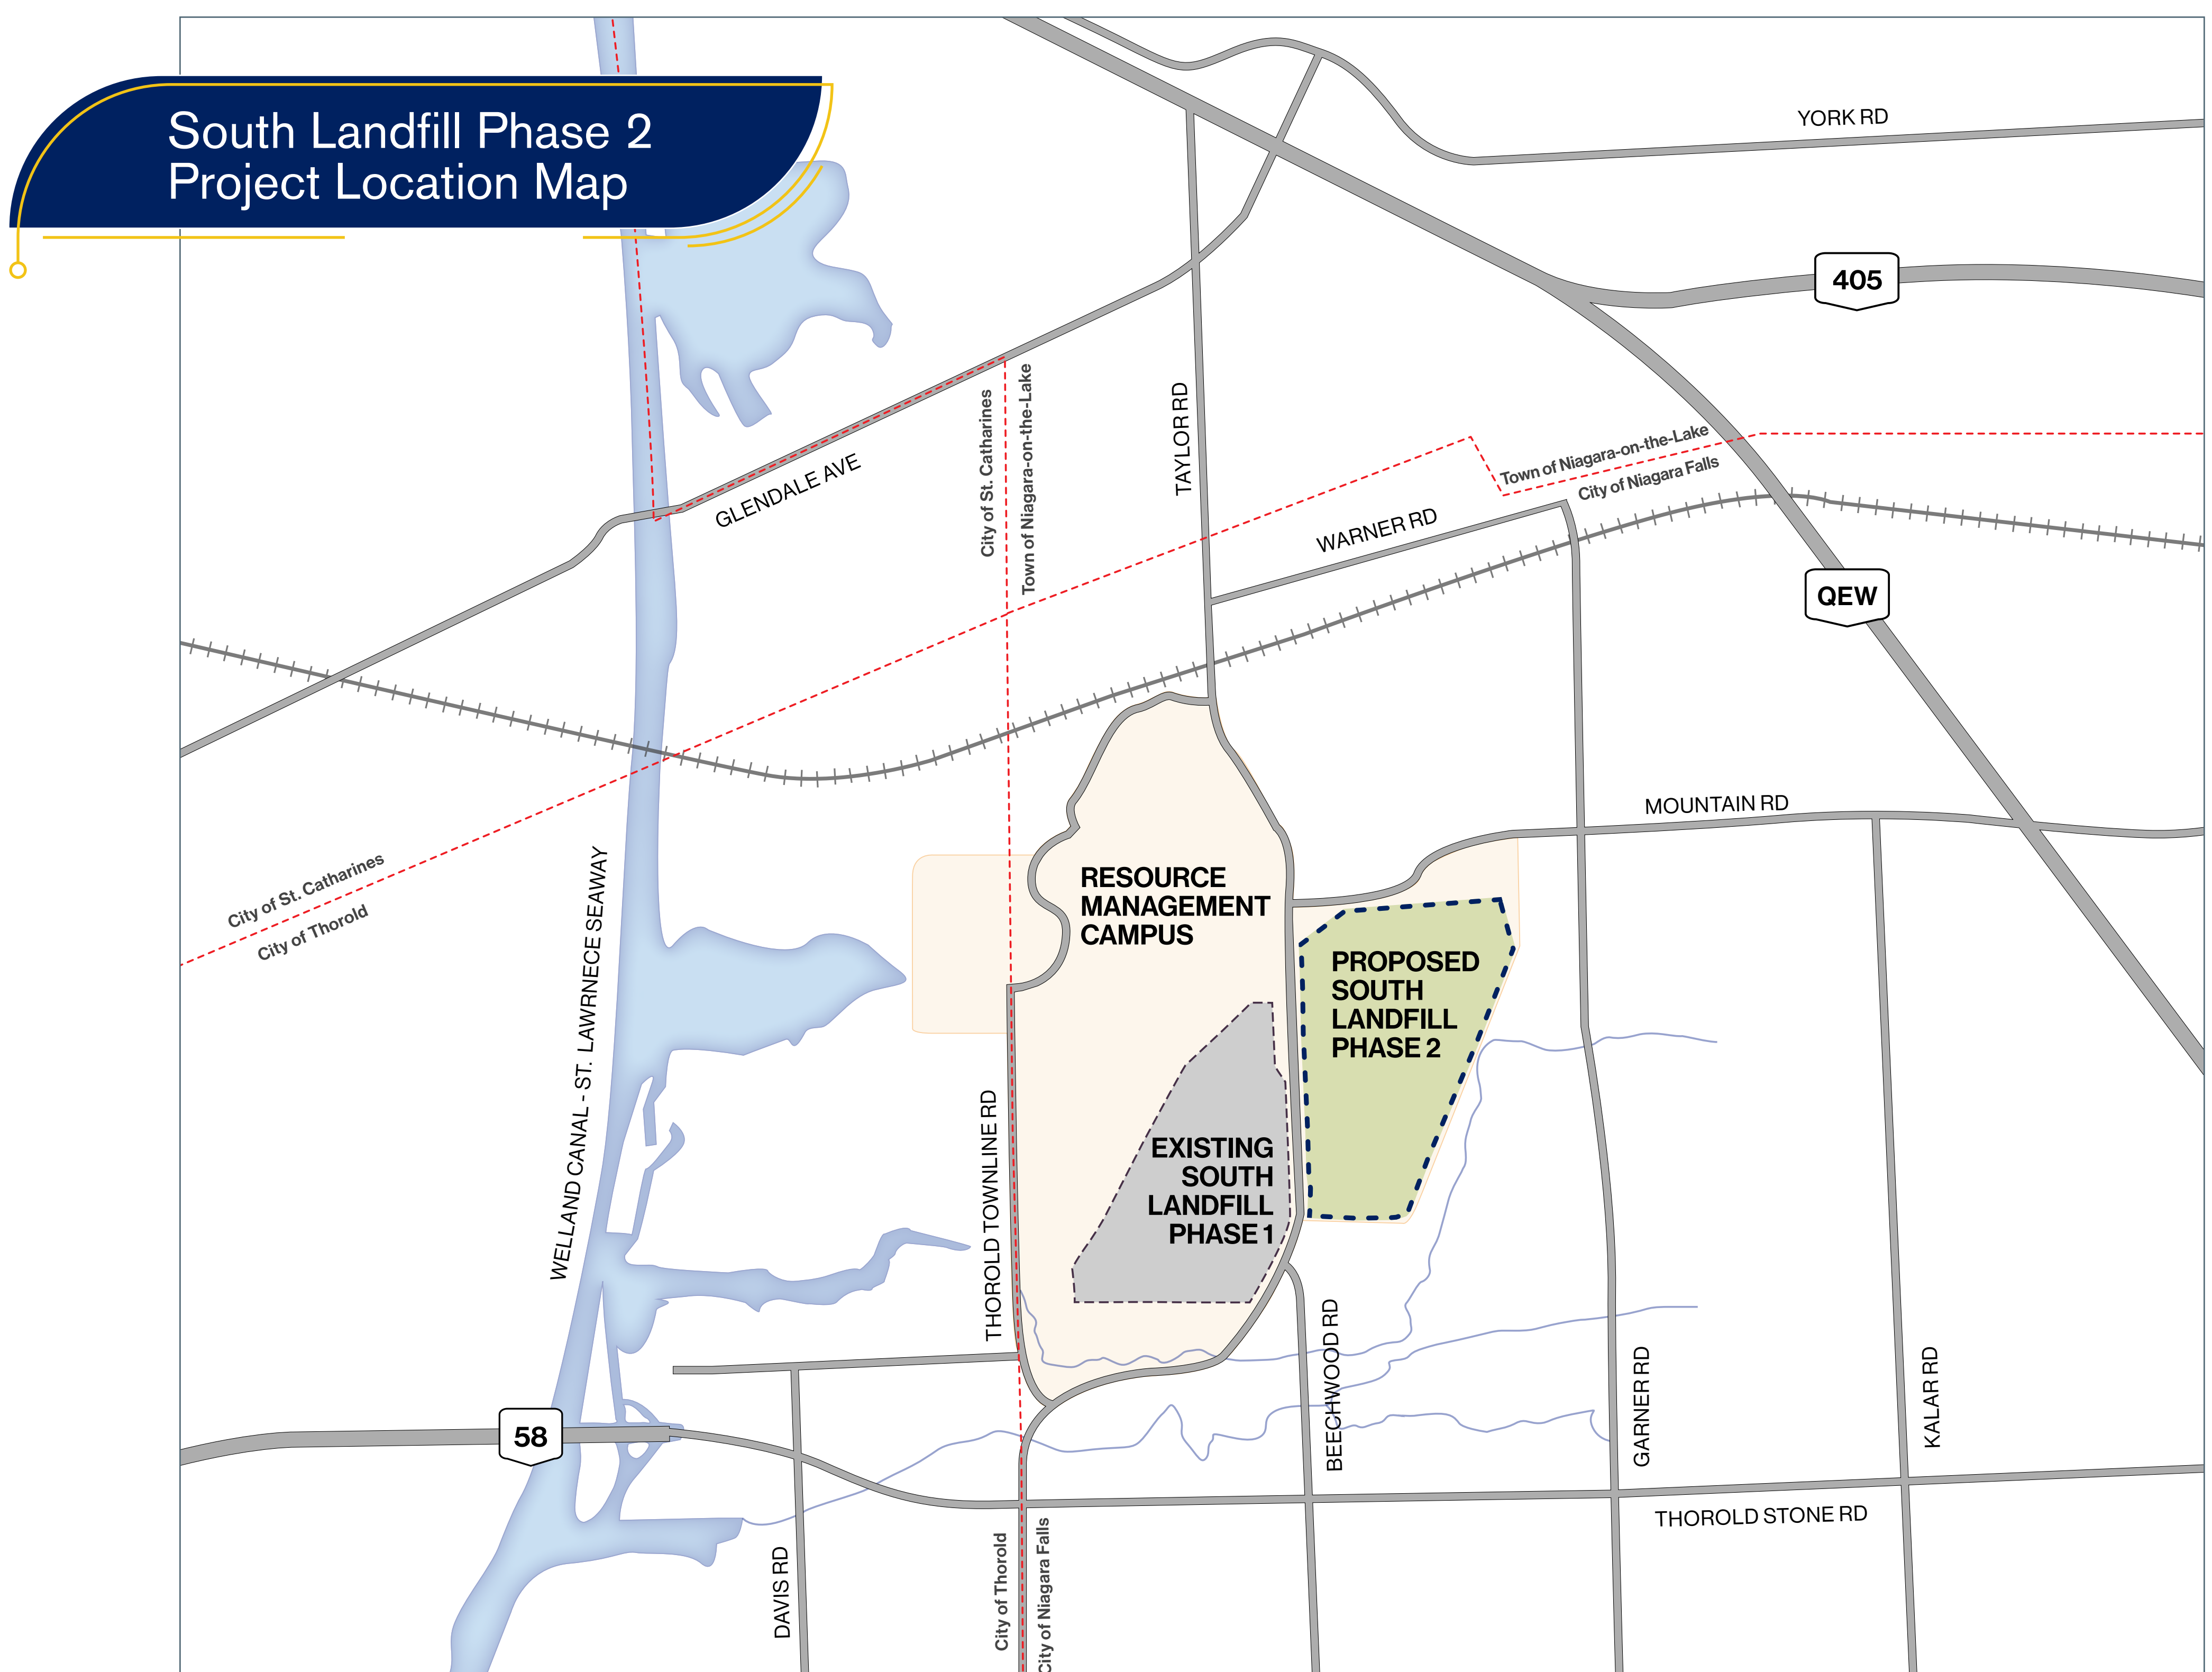 South Landfill Phase 2
Project Location Map
YORK RD
405
City of St. Catharines
Town of Niagara-on-the-Lake
TAYLOR RD
GLENDALE AVE
Town of Niagara-on-the-Lake
City of Niagara Falls
WARNER RD
QEW
MOUNTAIN RD
City of St. Catharines
City of Thorold
WELLAND CANAL - ST. LAWRNECE SEAWAY
RESOURCE
MANAGEMENT
CAMPUS
PROPOSED
SOUTH
LANDFILL
PHASE 2
EXISTING
SOUTH
LANDFILL
PHASE 1
THOROLD TOWNLINE RD
BEECHWOOD RD
GARNER RD
KALAR RD
58
THOROLD STONE RD
DAVIS RD
City of Thorold
City of Niagara Falls